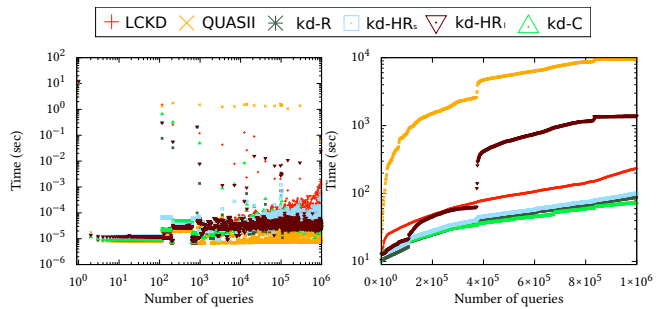 LCKD QUASII kd-R kd-HRₛ kd-HRₗ kd-C
Time (sec)
10²
10¹
10⁰
10⁻¹
10⁻²
10⁻³
10⁻⁴
10⁻⁵
10⁻⁶
10⁰ 10¹ 10² 10³ 10⁴ 10⁵ 10⁶
Number of queries
Time (sec)
10⁴
10³
10²
10¹
0×10⁰ 2×10⁵ 4×10⁵ 6×10⁵ 8×10⁵ 1×10⁶
Number of queries